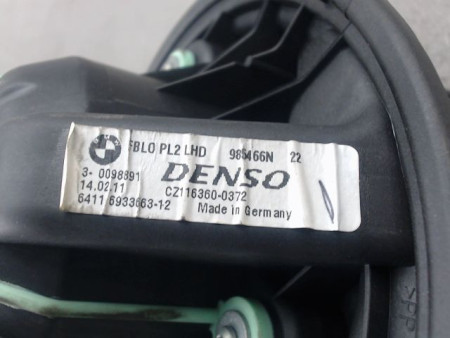 FBLO PL2 LHD 985466N 22
DENSO
3- 0098891
14.02.11 CZ116360-0372
6411 6933663-12 Made in Germany
SPP